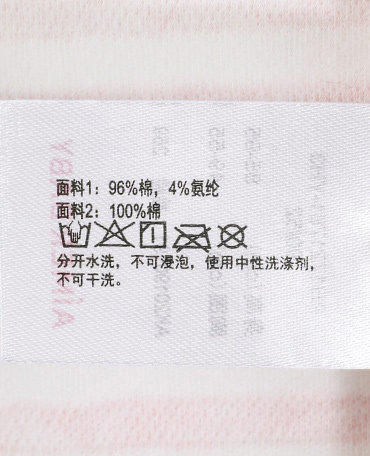 面料1：96%棉，4%氨纶
面料2：100%棉
分开水洗，不可浸泡，使用中性洗涤剂，
不可干洗。